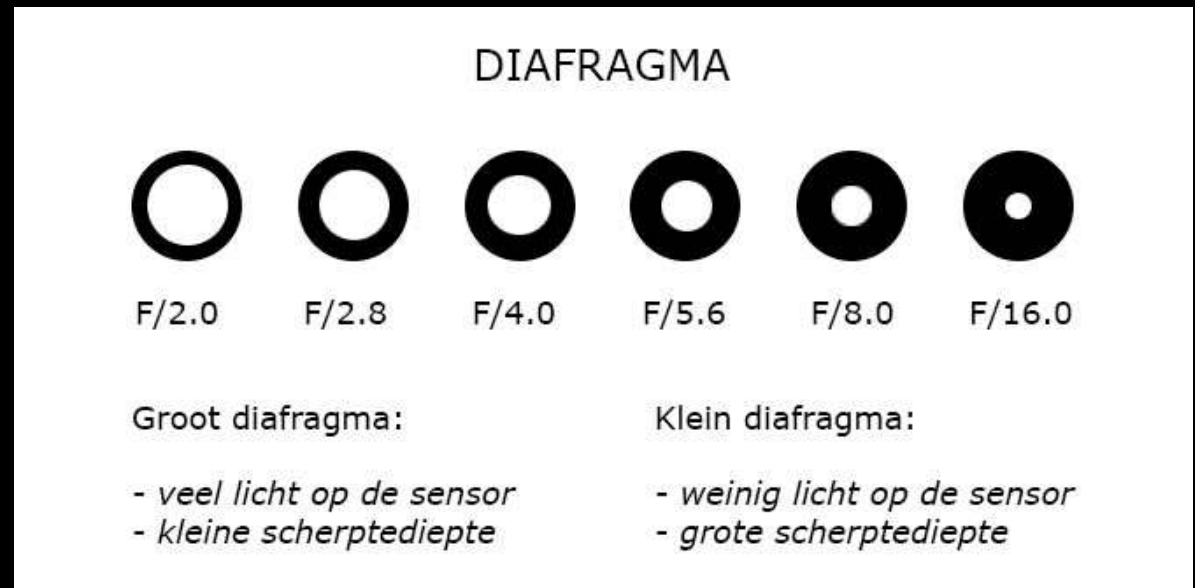 DIAFRAGMA
F/2.0 F/2.8 F/4.0 F/5.6 F/8.0 F/16.0
Groot diafragma:
- veel licht op de sensor
- kleine scherptediepte
Klein diafragma:
- weinig licht op de sensor
- grote scherptediepte